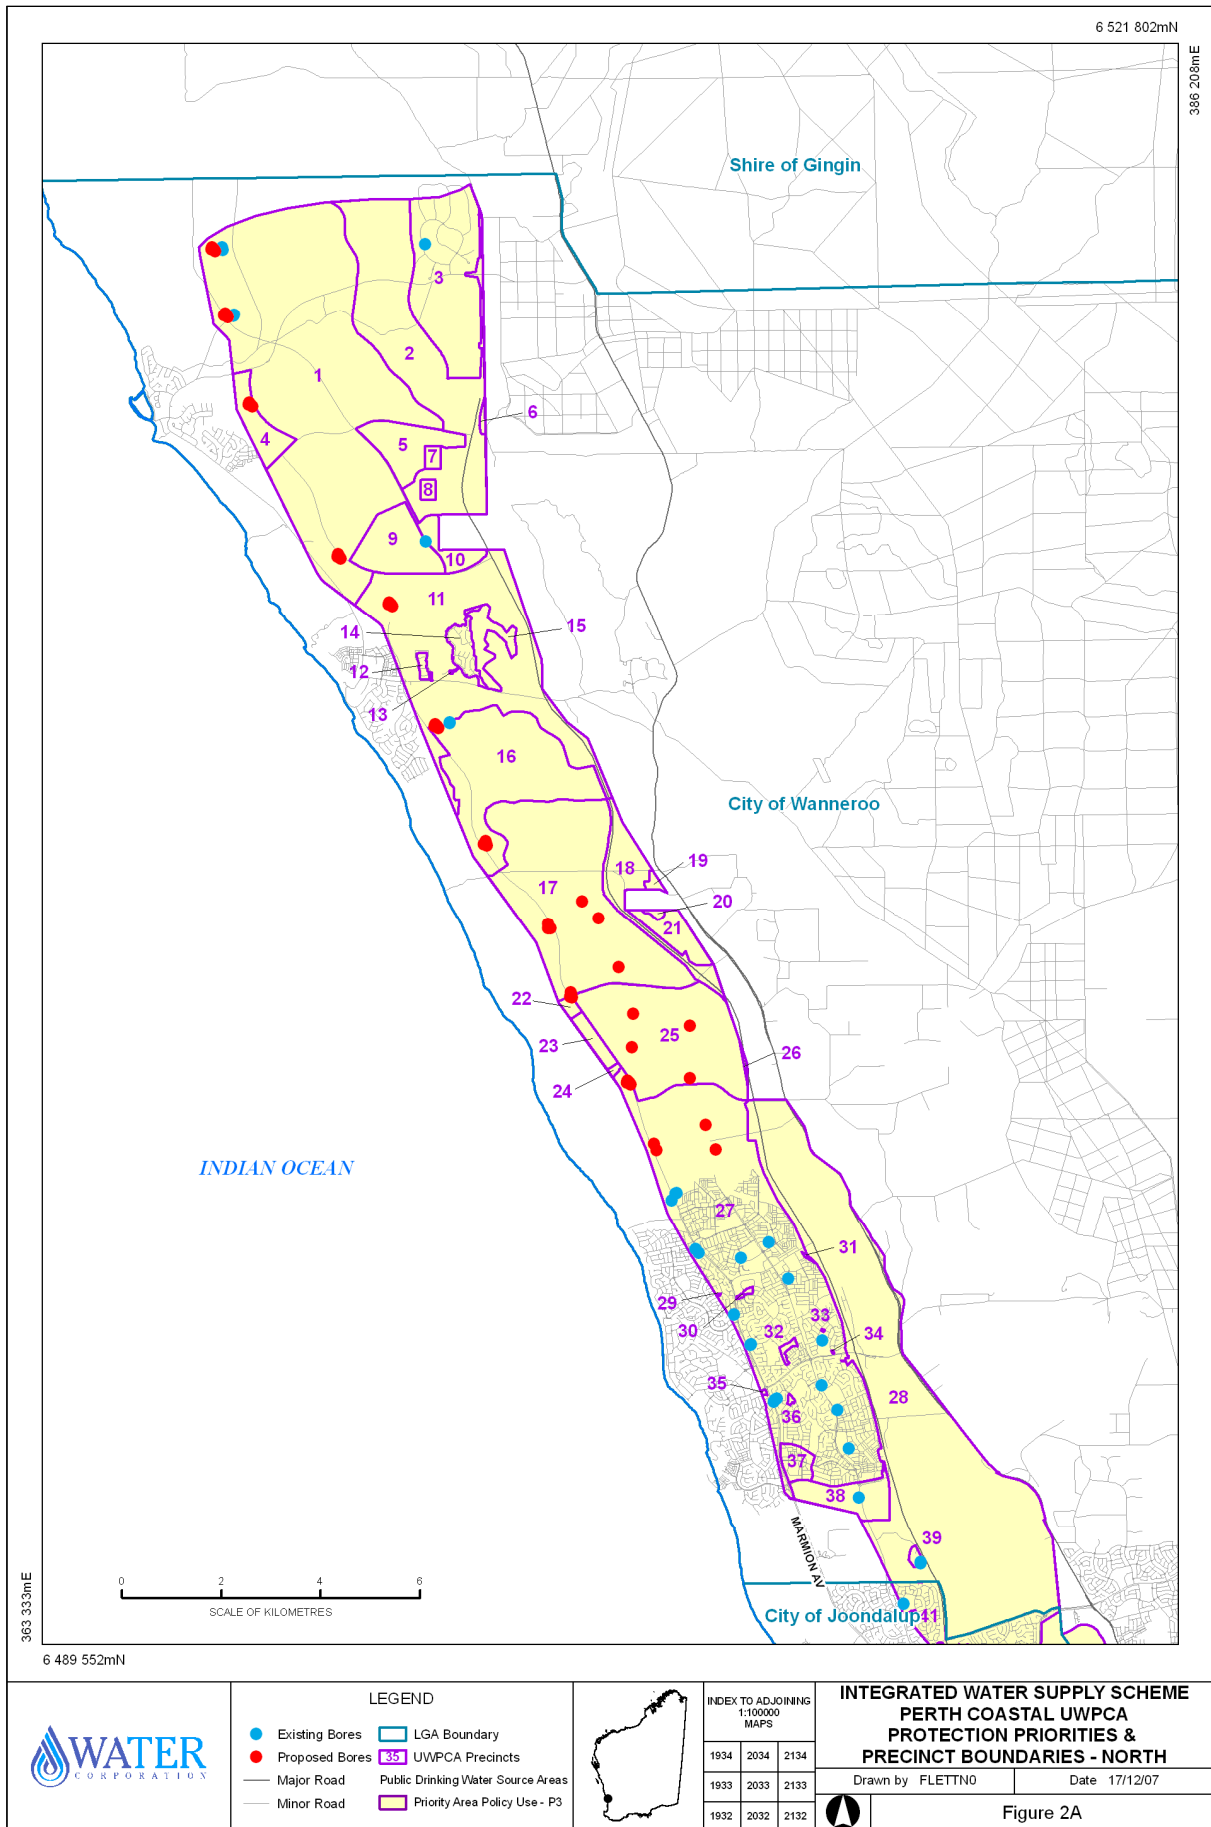 6 521 802mN
386 208mE
Shire of Gingin
3
2
1
6
4
5
7
8
9
10
11
14
15
12
13
16
City of Wanneroo
18
19
17
20
21
22
25
23
26
24
INDIAN OCEAN
27
31
29
33
30
32
34
35
28
36
37
38
MARMION AV
39
0 2 4 6
SCALE OF KILOMETRES
City of Joondalup
41
363 333mE
6 489 552mN
WATER
CORPORATION
LEGEND
Existing Bores
LGA Boundary
Proposed Bores
35 UWPCA Precincts
Major Road
Public Drinking Water Source Areas
Minor Road
Priority Area Policy Use - P3
INDEX TO ADJOINING
1:100000
MAPS
1934 2034 2134
1933 2033 2133
1932 2032 2132
INTEGRATED WATER SUPPLY SCHEME
PERTH COASTAL UWPCA
PROTECTION PRIORITIES &
PRECINCT BOUNDARIES - NORTH
Drawn by FLETTN0
Date 17/12/07
Figure 2A